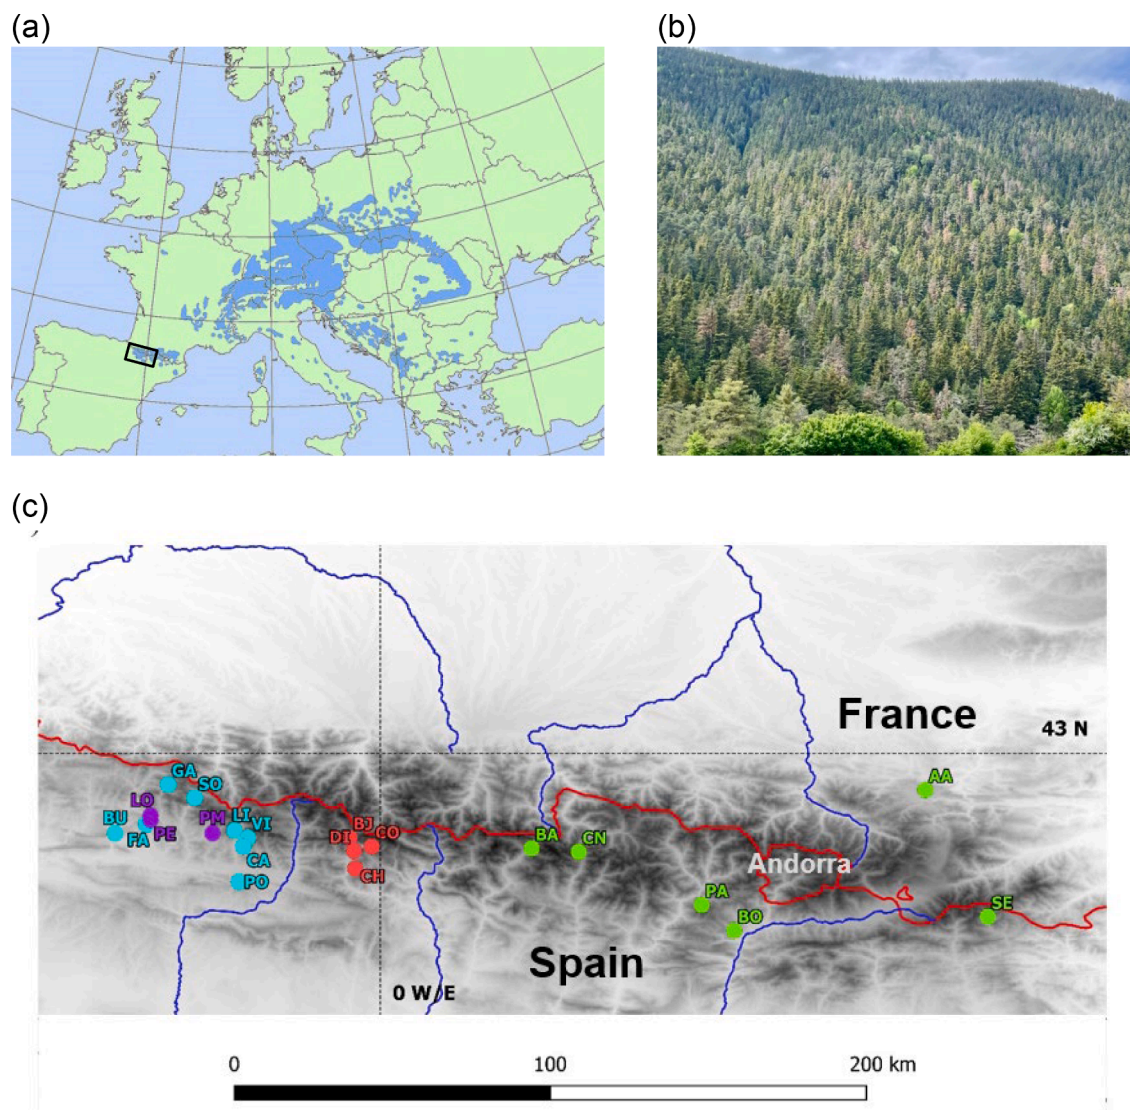 (a)
(b)
(c)
France
43 N
GA
SO
AA
LO
BU
PM
LI
VI
FA
PE
BJ
DI
CO
BA
CN
CA
CH
PO
Andorra
PA
BO
SE
Spain
0 W/E
0
100
200 km